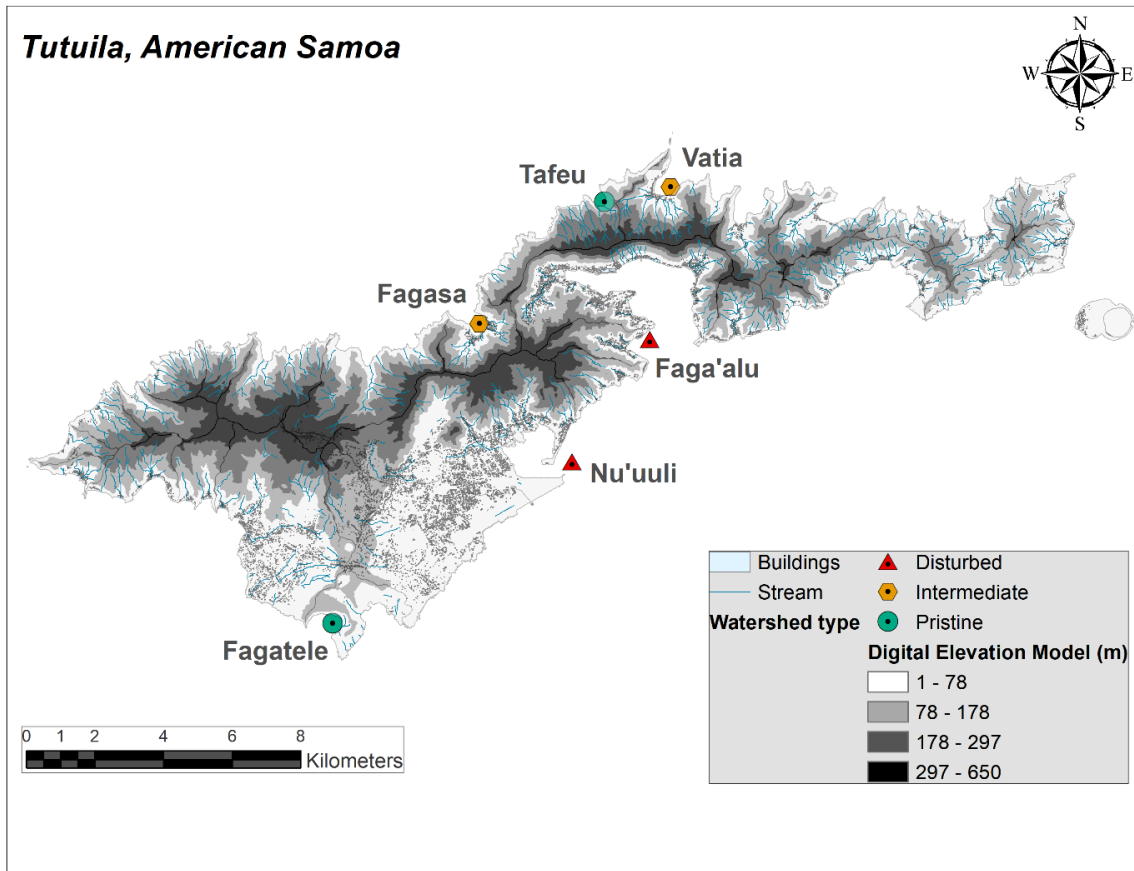 Tutuila, American Samoa
N
W E
S
Vatia
Tafeu
Fagasa
Faga'alu
Nu'uuli
Fagatele
Buildings
Stream
Watershed type
Disturbed
Intermediate
Pristine
Digital Elevation Model (m)
1 - 78
78 - 178
178 - 297
297 - 650
0 1 2 4 6 8
Kilometers